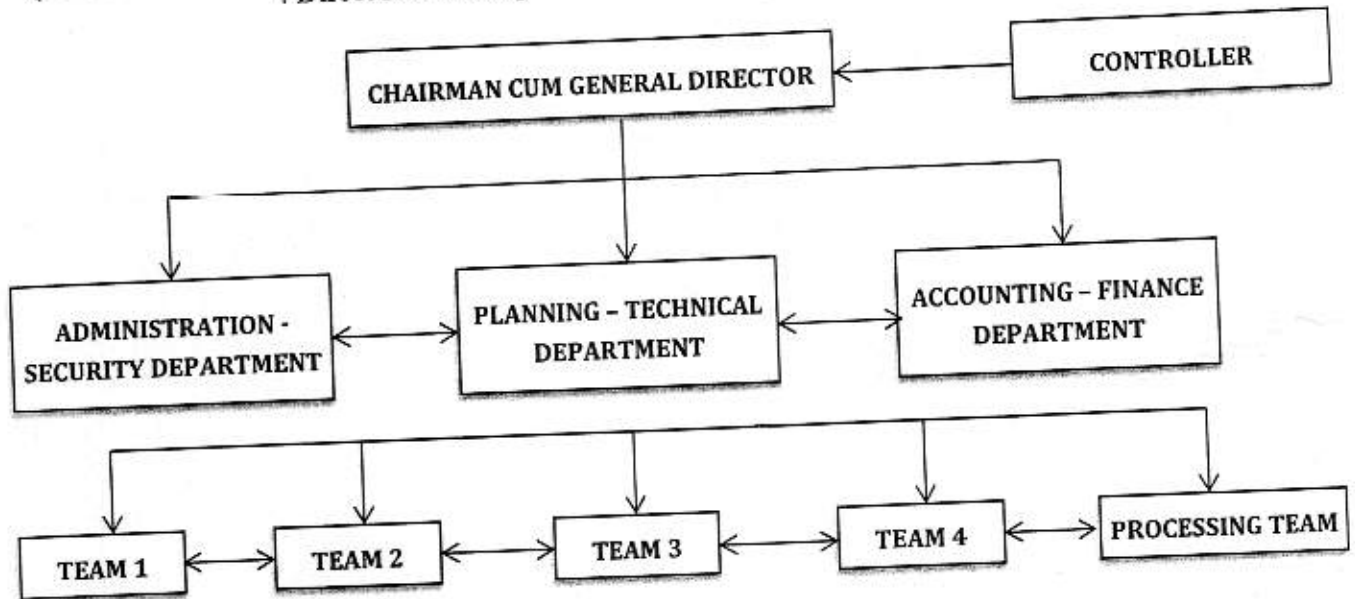 CONTROLLER
CHAIRMAN CUM GENERAL DIRECTOR
ADMINISTRATION -
SECURITY DEPARTMENT
PLANNING – TECHNICAL
DEPARTMENT
ACCOUNTING – FINANCE
DEPARTMENT
TEAM 1
TEAM 2
TEAM 3
TEAM 4
PROCESSING TEAM